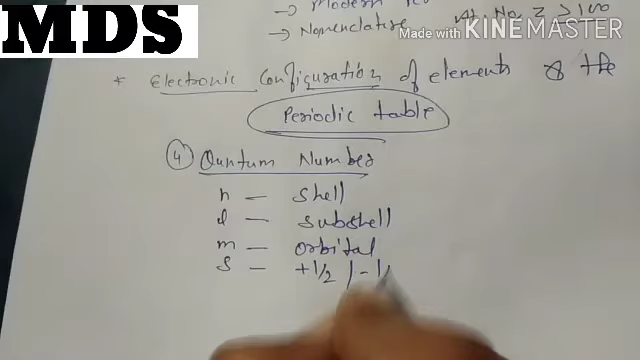 MDS
→ Modern
→ Nomenclature At. No. Z > 100
Made with KINEMASTER
* Electronic Configuration of elements & the
Periodic table
④ Quntum Number
n – shell
l – subshell
m – orbital
S – +1/2 / -1/